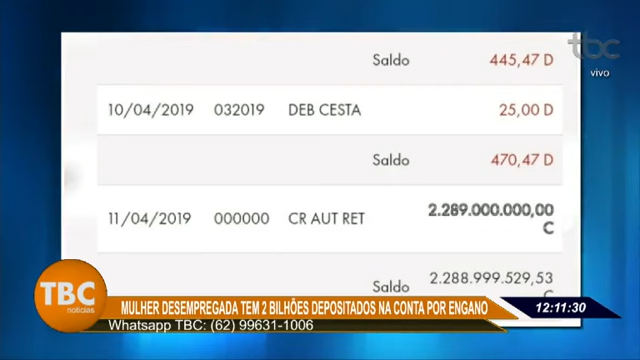 tbc
vivo
Saldo 445,47 D
10/04/2019 032019 DEB CESTA 25,00 D
Saldo 470,47 D
11/04/2019 000000 CR AUT RET 2.289.000.000,00
C
Saldo 2.288.999.529,53
C
TBC
notícias
MULHER DESEMPREGADA TEM 2 BILHÕES DEPOSITADOS NA CONTA POR ENGANO
12:11:30
Whatsapp TBC: (62) 99631-1006